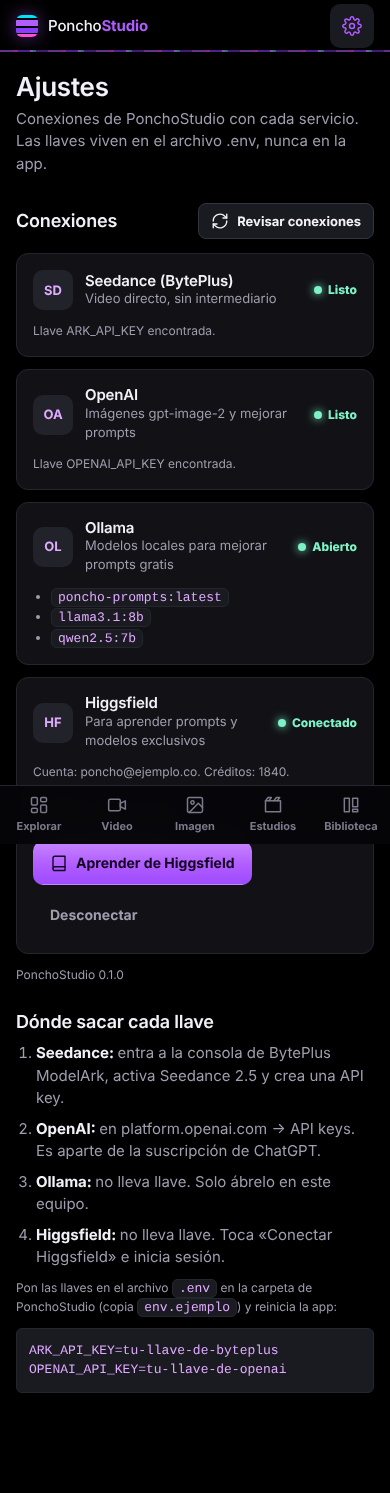 PonchoStudio
Ajustes
Conexiones de PonchoStudio con cada servicio.
Las llaves viven en el archivo .env, nunca en la
app.
Conexiones
Revisar conexiones
SD
Seedance (BytePlus)
Video directo, sin intermediario
Listo
Llave ARK_API_KEY encontrada.
OA
OpenAI
Imágenes gpt-image-2 y mejorar
prompts
Listo
Llave OPENAI_API_KEY encontrada.
OL
Ollama
Modelos locales para mejorar
prompts gratis
Abierto
• poncho-prompts:latest
• llama3.1:8b
• qwen2.5:7b
HF
Higgsfield
Para aprender prompts y
modelos exclusivos
Conectado
Cuenta: poncho@ejemplo.co. Créditos: 1840.
Explorar
Video
Imagen
Estudios
Biblioteca
Aprender de Higgsfield
Desconectar
PonchoStudio 0.1.0
Dónde sacar cada llave
1. Seedance: entra a la consola de BytePlus
ModelArk, activa Seedance 2.5 y crea una API
key.
2. OpenAI: en platform.openai.com → API keys.
Es aparte de la suscripción de ChatGPT.
3. Ollama: no lleva llave. Solo ábrelo en este
equipo.
4. Higgsfield: no lleva llave. Toca «Conectar
Higgsfield» e inicia sesión.
Pon las llaves en el archivo .env en la carpeta de
PonchoStudio (copia env.ejemplo) y reinicia la app:
ARK_API_KEY=tu-llave-de-byteplus
OPENAI_API_KEY=tu-llave-de-openai